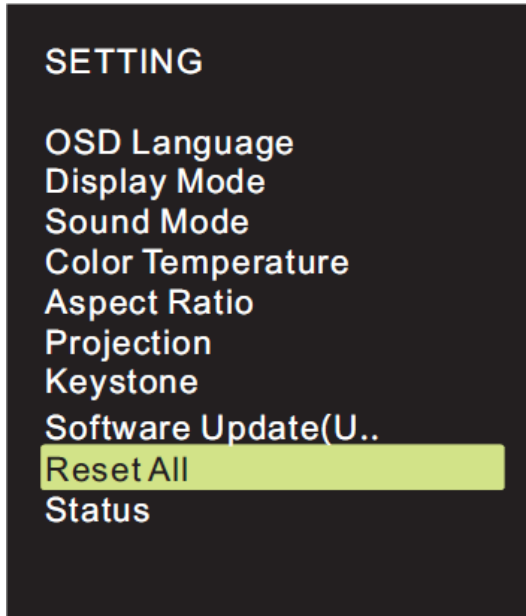 SETTING
OSD Language
Display Mode
Sound Mode
Color Temperature
Aspect Ratio
Projection
Keystone
Software Update(U..
Reset All
Status